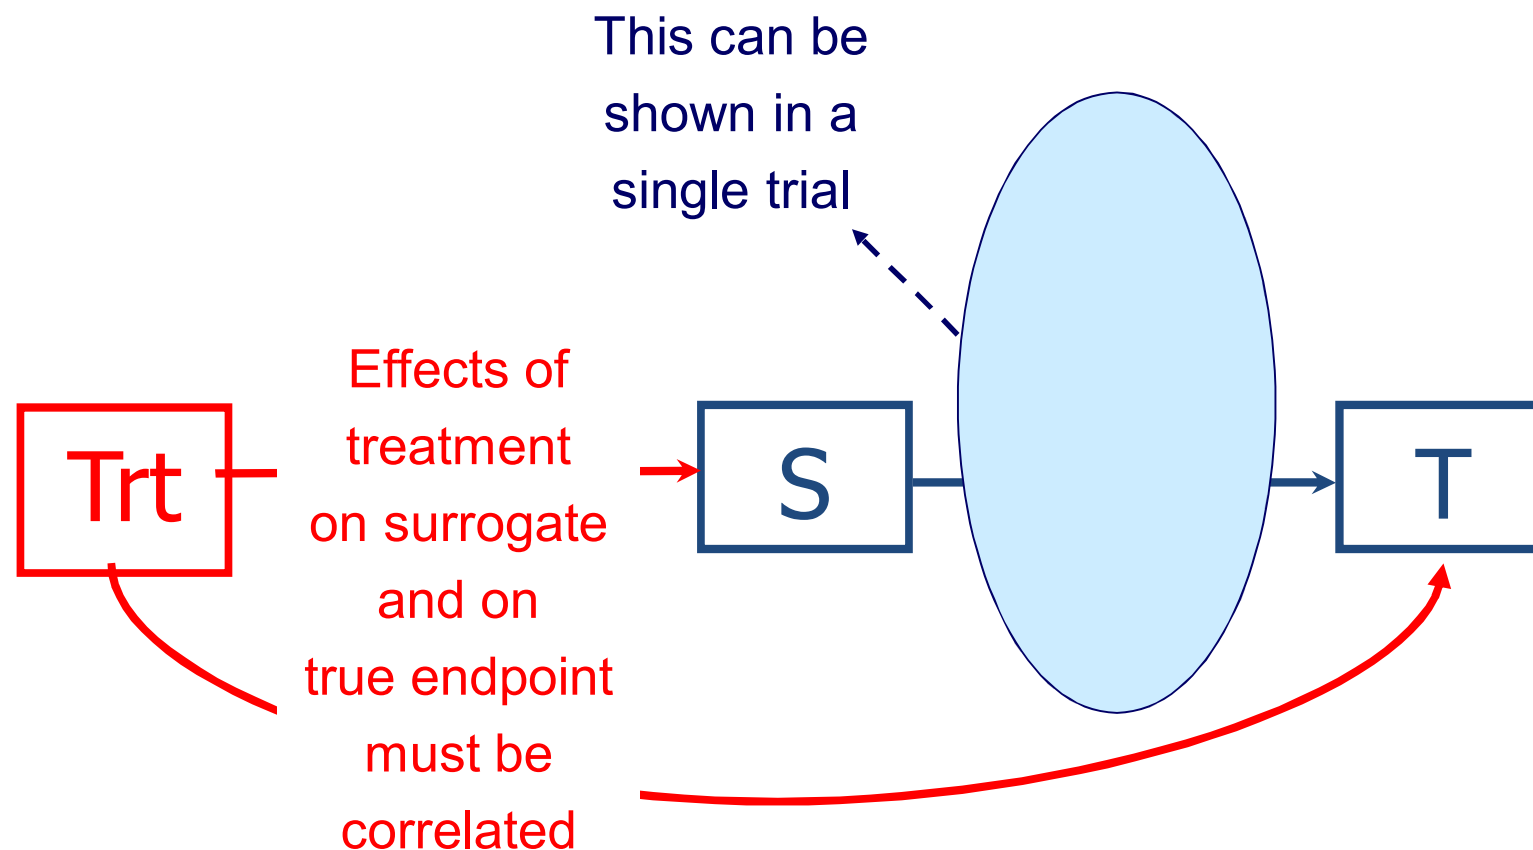 This can be
shown in a
single trial
Effects of
treatment
on surrogate
and on
true endpoint
must be
correlated
Trt
S
T